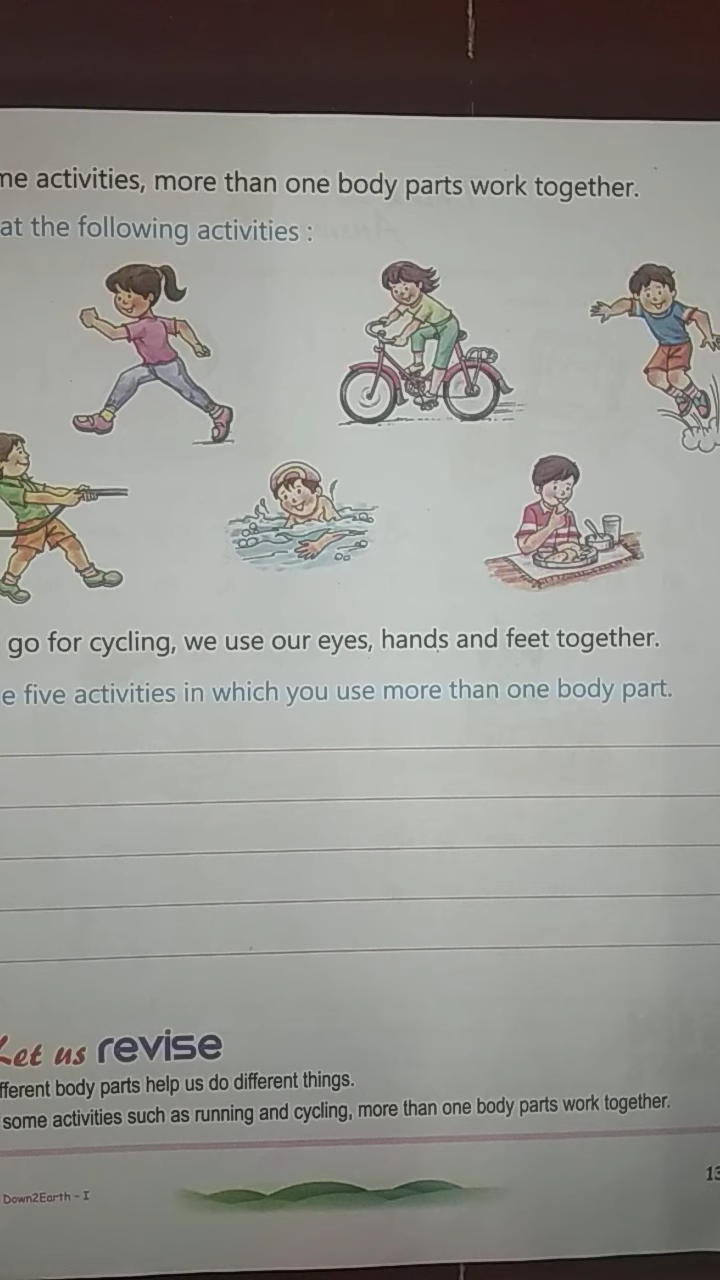 me activities, more than one body parts work together.
at the following activities :
go for cycling, we use our eyes, hands and feet together.
e five activities in which you use more than one body part.
Let us revise
fferent body parts help us do different things.
some activities such as running and cycling, more than one body parts work together.
Down2Earth - I
13